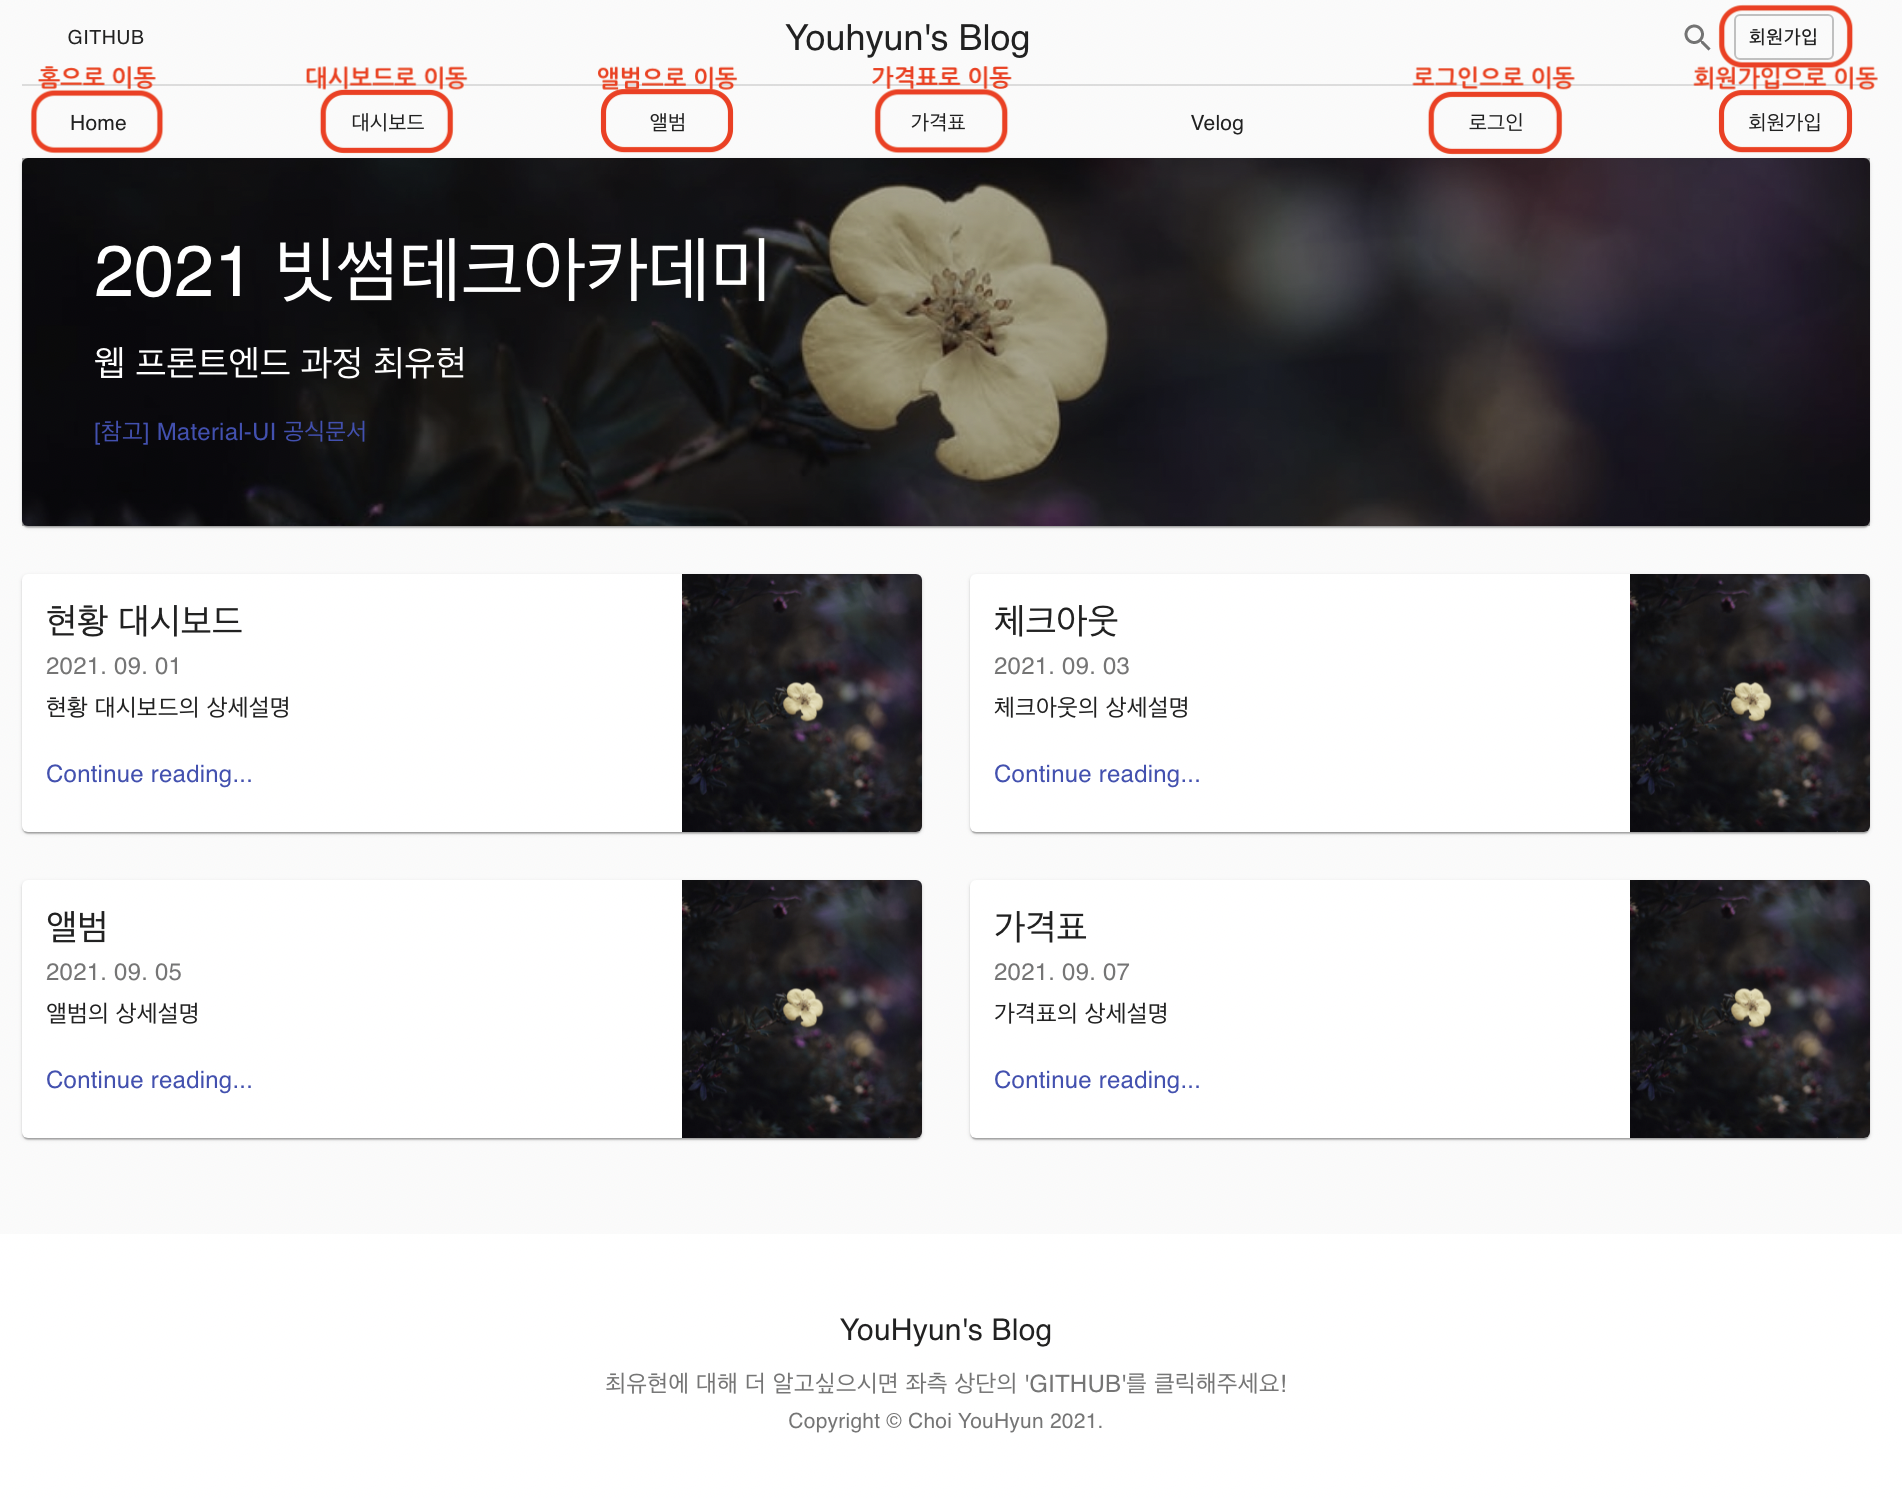 GITHUB
Youhyun's Blog
회원가입
홈으로 이동
대시보드로 이동
앨범으로 이동
가격표로 이동
로그인으로 이동
회원가입으로 이동
Home
대시보드
앨범
가격표
Velog
로그인
회원가입
2021 빗썸테크아카데미
웹 프론트엔드 과정 최유현
[참고] Material-UI 공식문서
현황 대시보드
2021. 09. 01
현황 대시보드의 상세설명
Continue reading...
체크아웃
2021. 09. 03
체크아웃의 상세설명
Continue reading...
앨범
2021. 09. 05
앨범의 상세설명
Continue reading...
가격표
2021. 09. 07
가격표의 상세설명
Continue reading...
YouHyun's Blog
최유현에 대해 더 알고싶으시면 좌측 상단의 'GITHUB'를 클릭해주세요!
Copyright © Choi YouHyun 2021.